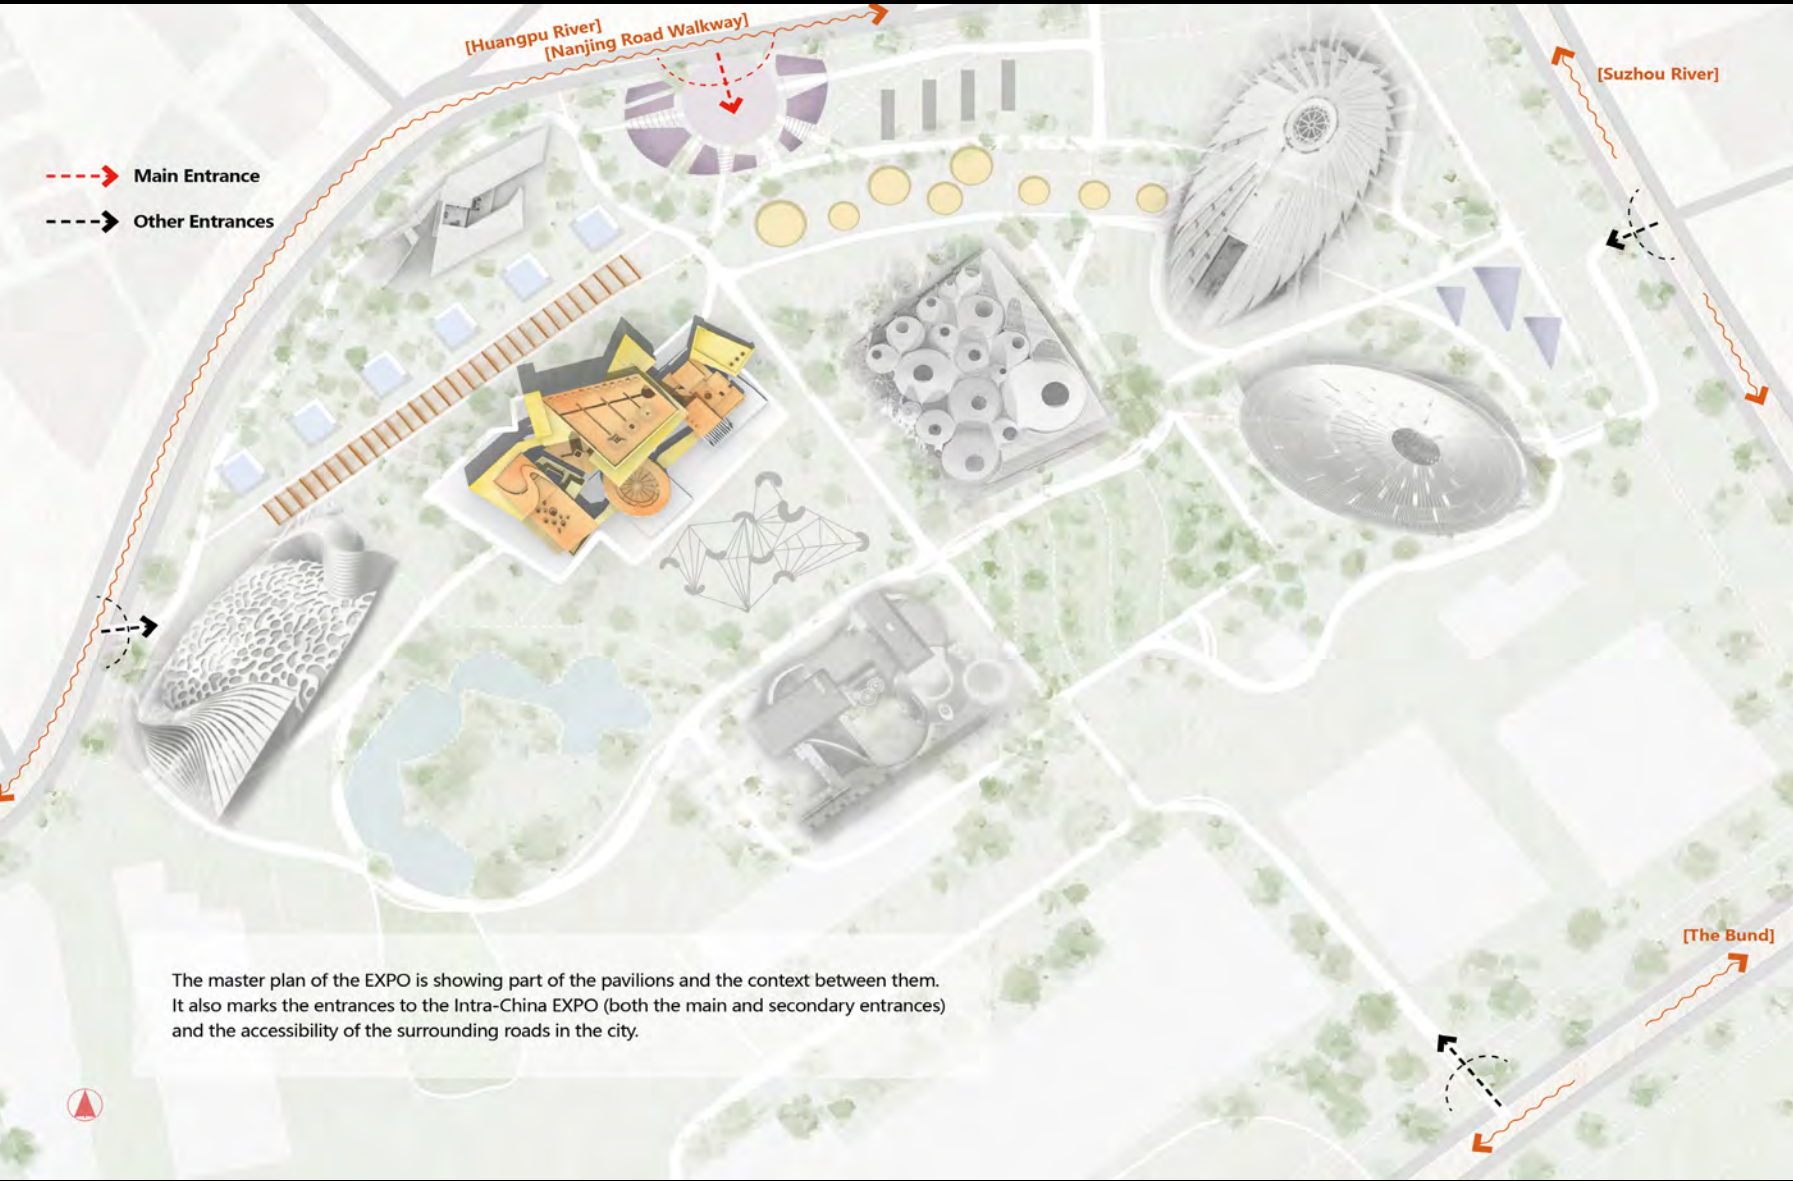 [Huangpu River]
[Nanjing Road Walkway]
[Suzhou River]
Main Entrance
Other Entrances
[The Bund]
The master plan of the EXPO is showing part of the pavilions and the context between them.
It also marks the entrances to the Intra-China EXPO (both the main and secondary entrances)
and the accessibility of the surrounding roads in the city.